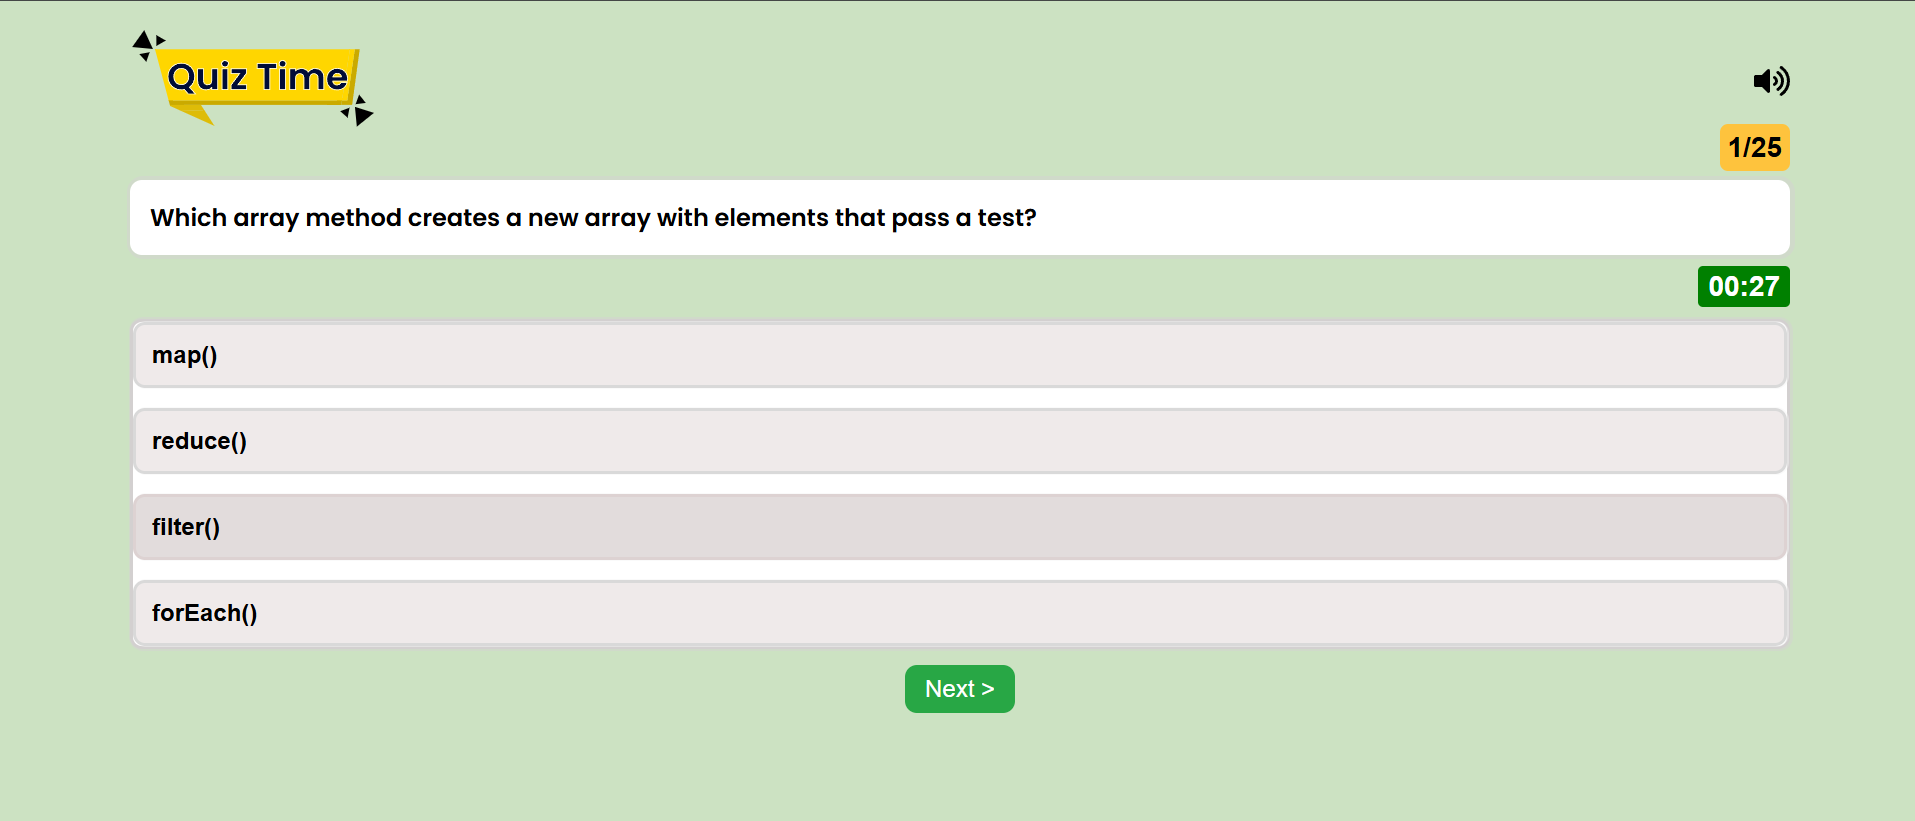 Quiz Time
1/25
Which array method creates a new array with elements that pass a test?
00:27
map()
reduce()
filter()
forEach()
Next >